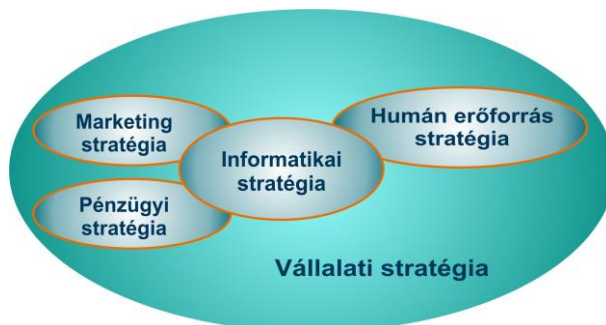 Marketing
stratégia
Humán erőforrás
stratégia
Informatikai
stratégia
Pénzügyi
stratégia
Vállalati stratégia